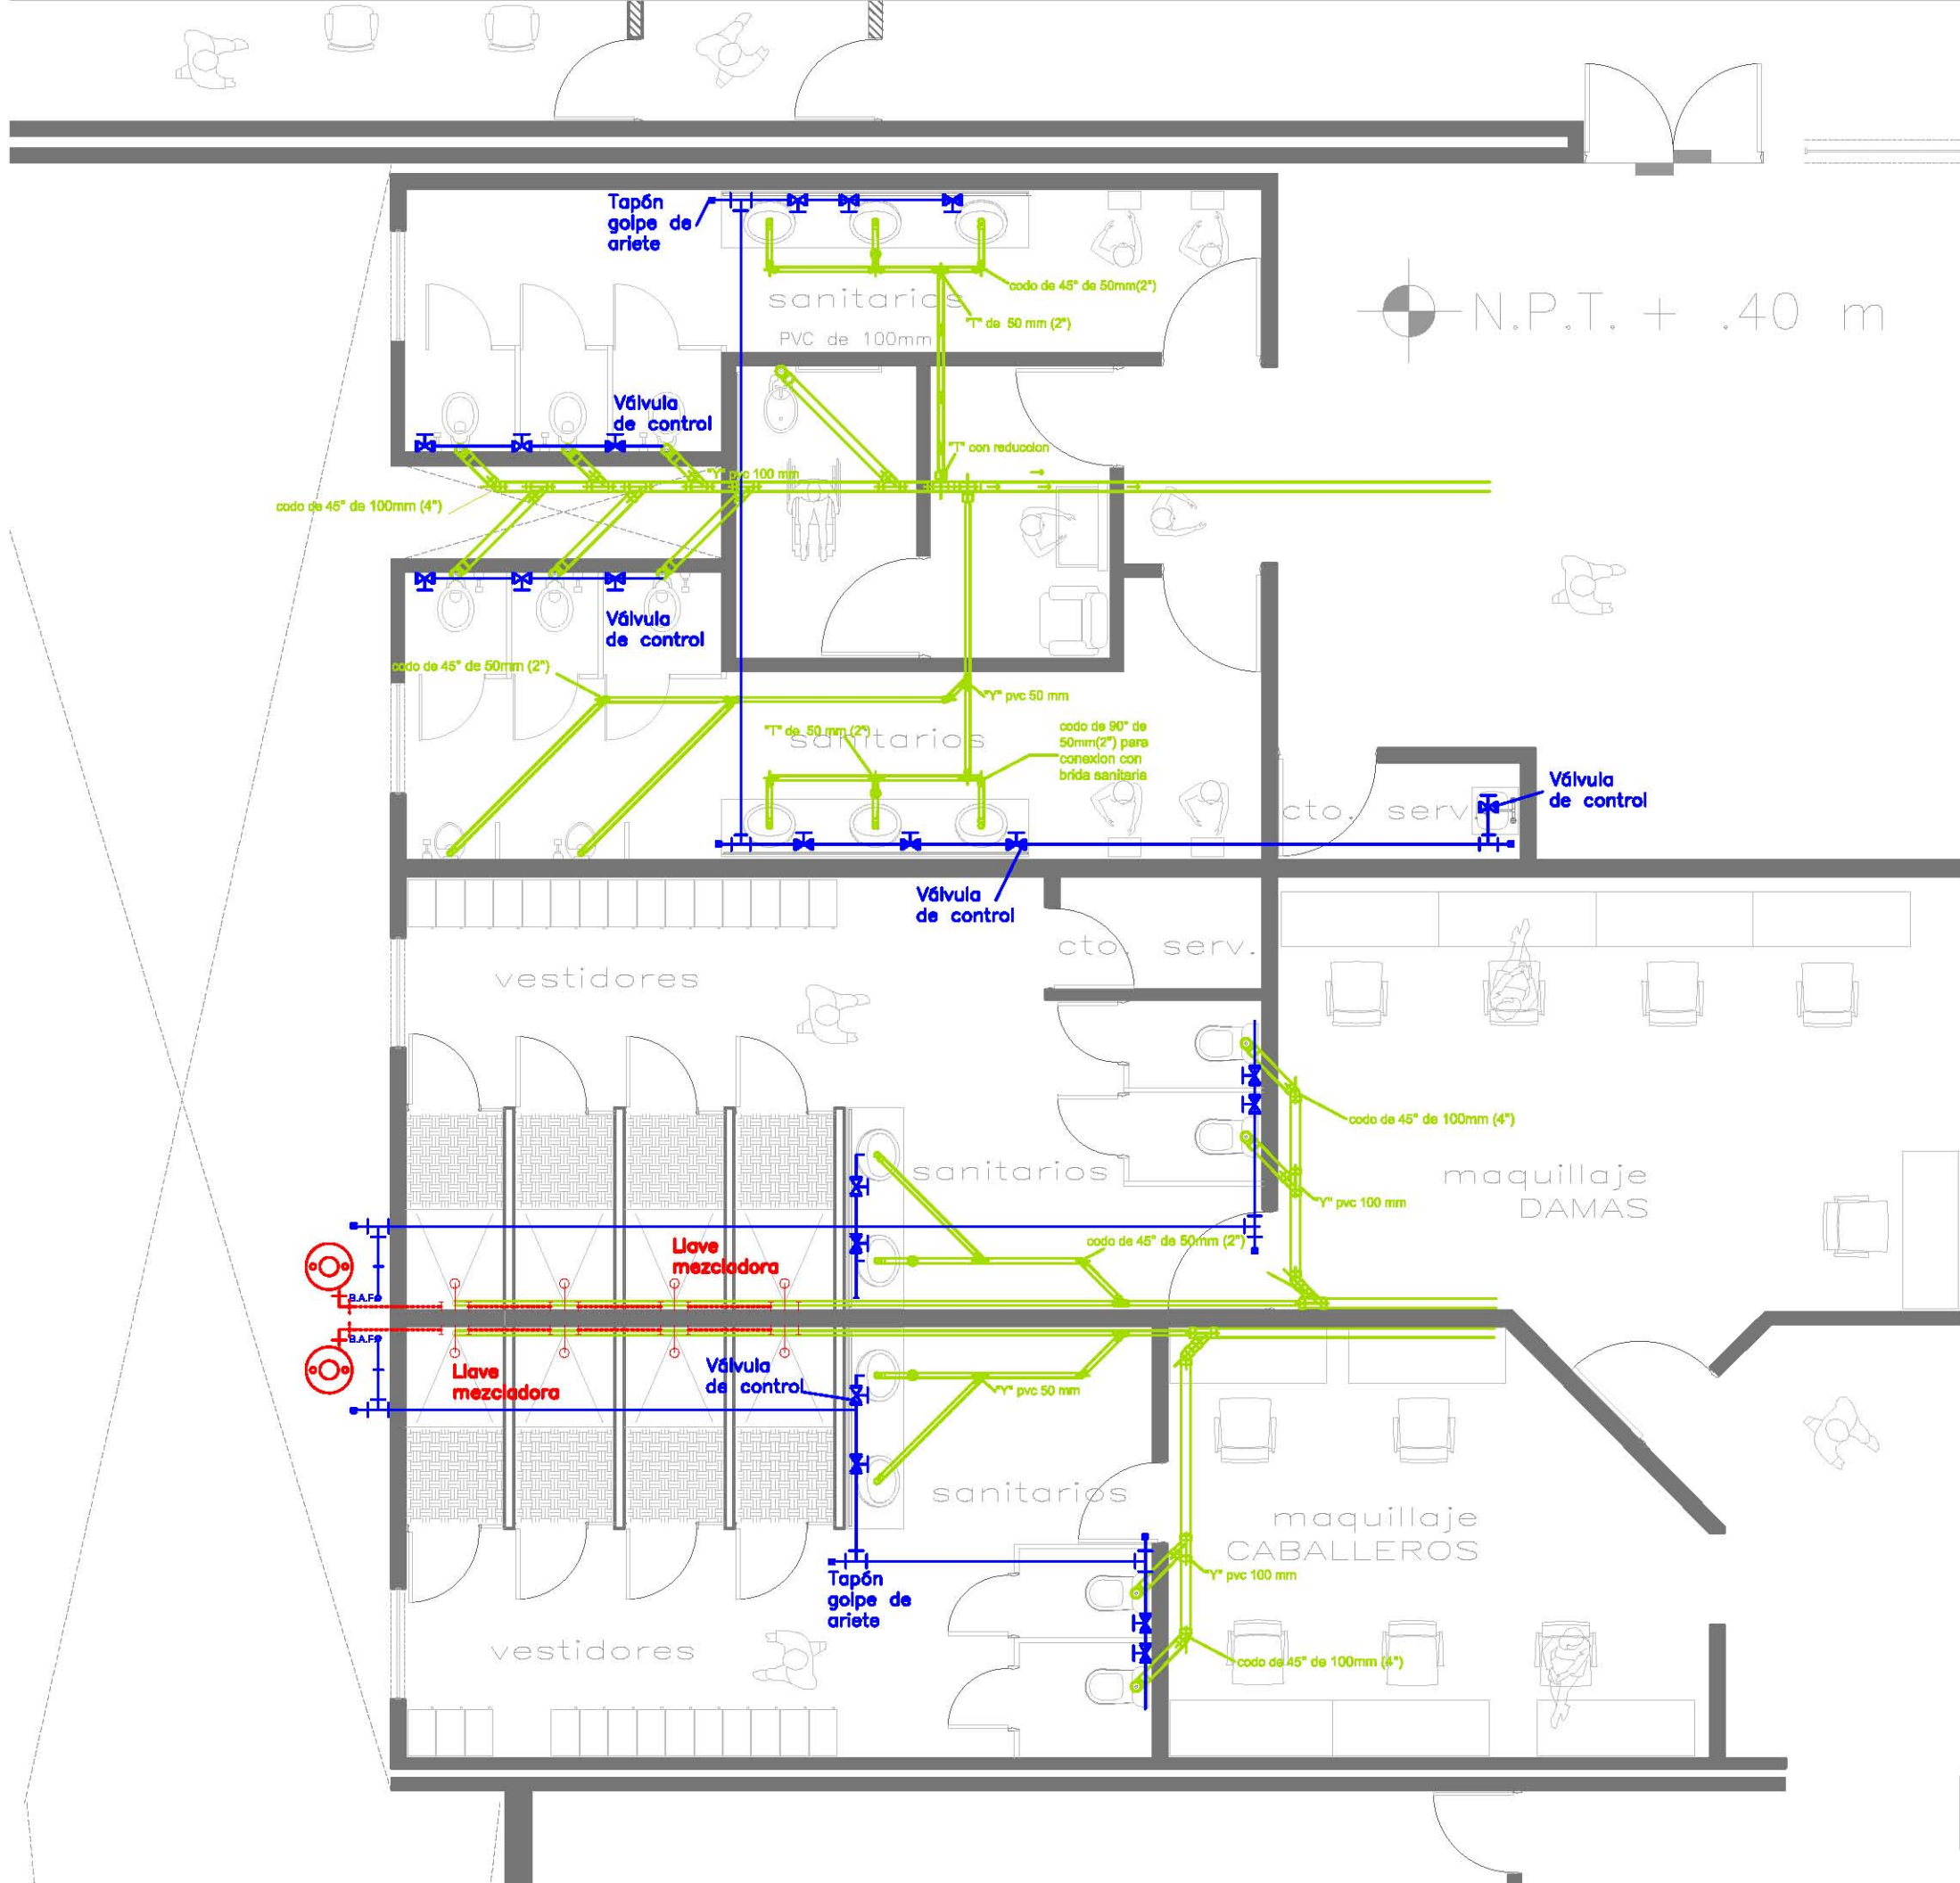 Tapón
golpe de
ariete
codo de 45° de 50mm(2")
sanitarios
"T" de 50 mm (2")
PVC de 100mm
N.P.T. + .40 m
Válvula
de control
"T" con reduccion
"Y" pvc 100 mm
codo de 45° de 100mm (4")
Válvula
de control
codo de 45° de 50mm (2")
"Y" pvc 50 mm
"T" de 50 mm (2")
sanitarios
codo de 90° de
50mm(2") para
conexion con
brida sanitaria
cto. serv.
Válvula
de control
Válvula
de control
cto. serv.
vestidores
codo de 45° de 100mm (4")
sanitarios
maquillaje
DAMAS
"Y" pvc 100 mm
codo de 45° de 50mm (2")
Llave
mezcladora
B.A.F.
B.A.F.
Llave
mezcladora
Válvula
de control
"Y" pvc 50 mm
sanitarios
maquillaje
CABALLEROS
"Y" pvc 100 mm
Tapón
golpe de
ariete
vestidores
codo de 45° de 100mm (4")